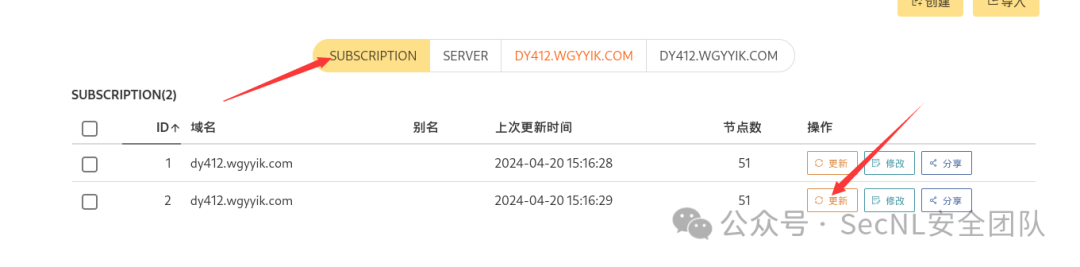 创建 导入
SUBSCRIPTION SERVER DY412.WGYYIK.COM DY412.WGYYIK.COM
SUBSCRIPTION(2)
ID↑ 域名 别名 上次更新时间 节点数 操作
1 dy412.wgyyik.com 2024-04-20 15:16:28 51 更新 修改 分享
2 dy412.wgyyik.com 2024-04-20 15:16:29 51 更新 修改 分享
公众号 · SecNL安全团队